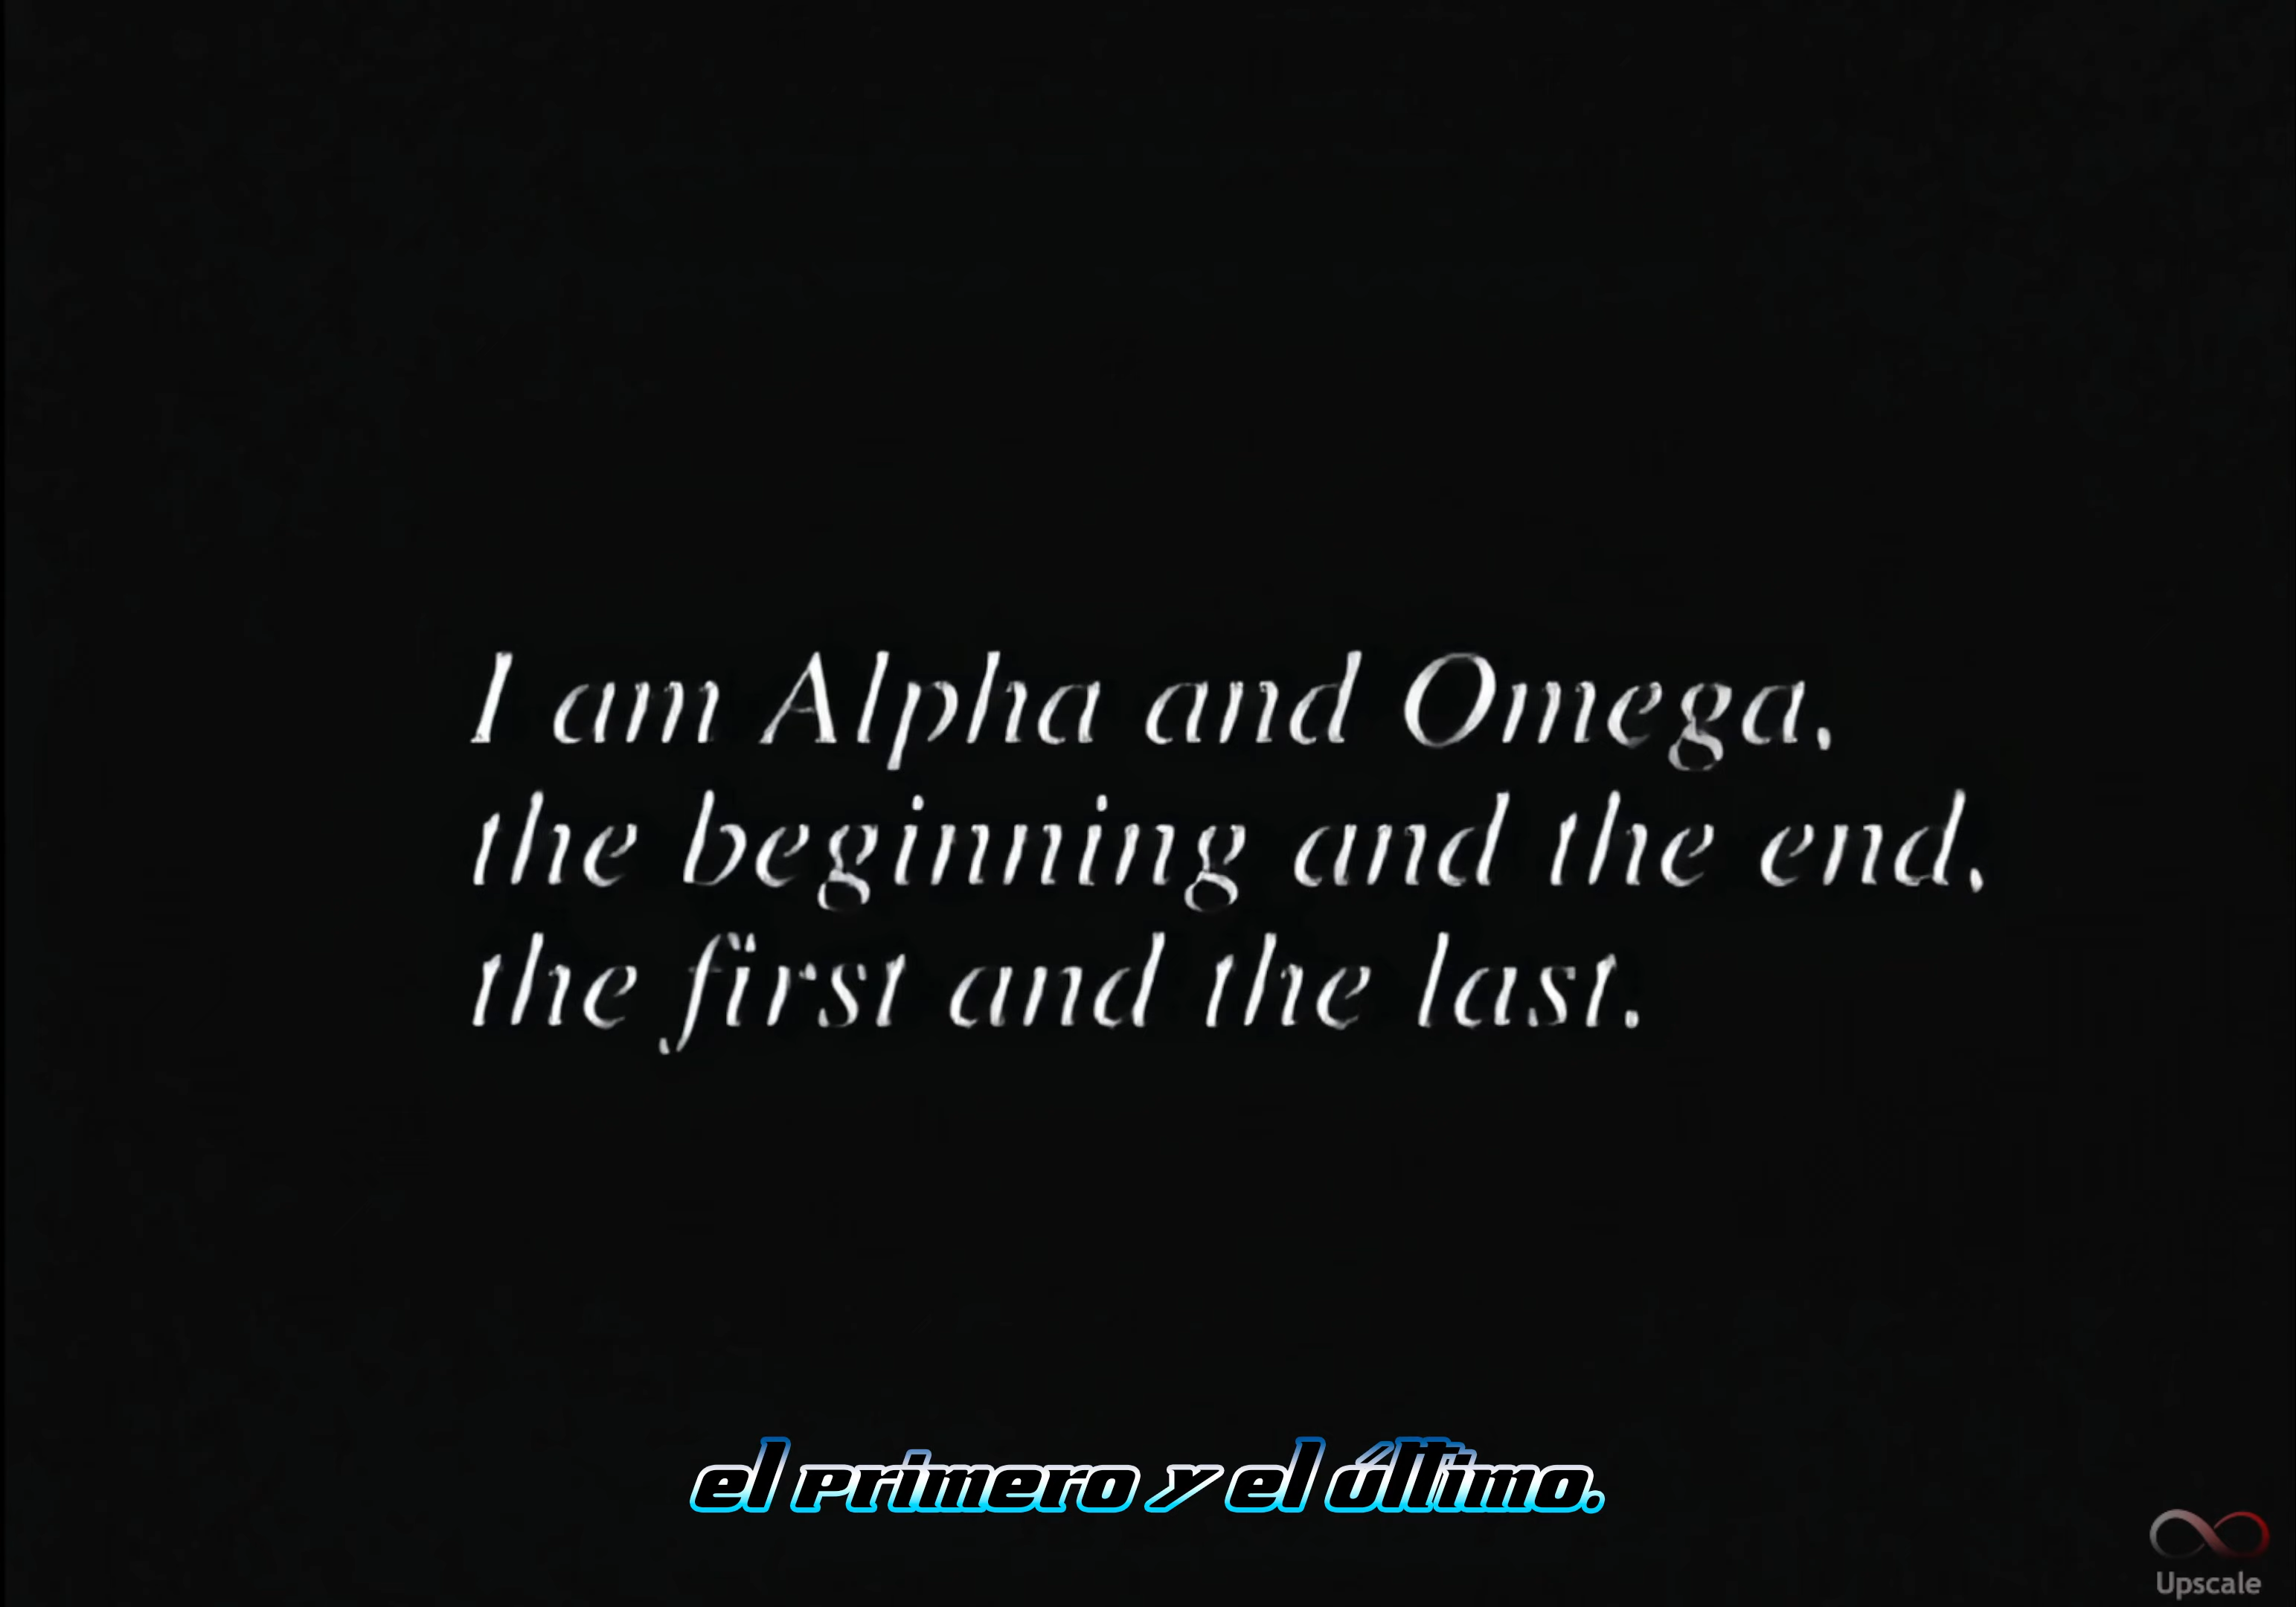 I am Alpha and Omega,
the beginning and the end,
the first and the last.
el primero y el último.
Upscale